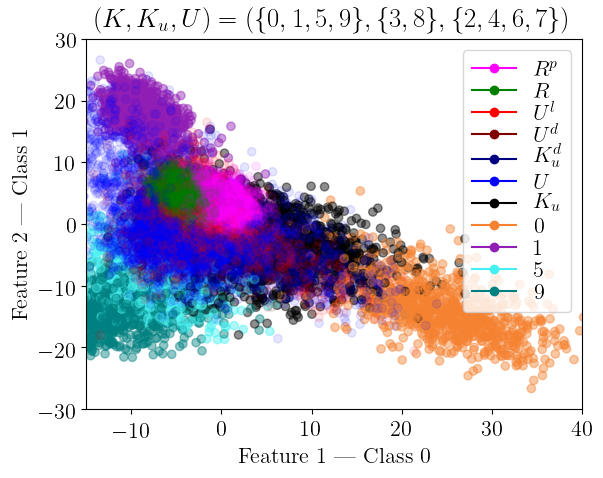 (K, K_u, U) = ({0, 1, 5, 9}, {3, 8}, {2, 4, 6, 7})
30
20
10
0
−10
−20
−30
Feature 2 — Class 1
R^p
R
U^l
U^d
K_u^d
U
K_u
0
1
5
9
−10
0
10
20
30
40
Feature 1 — Class 0